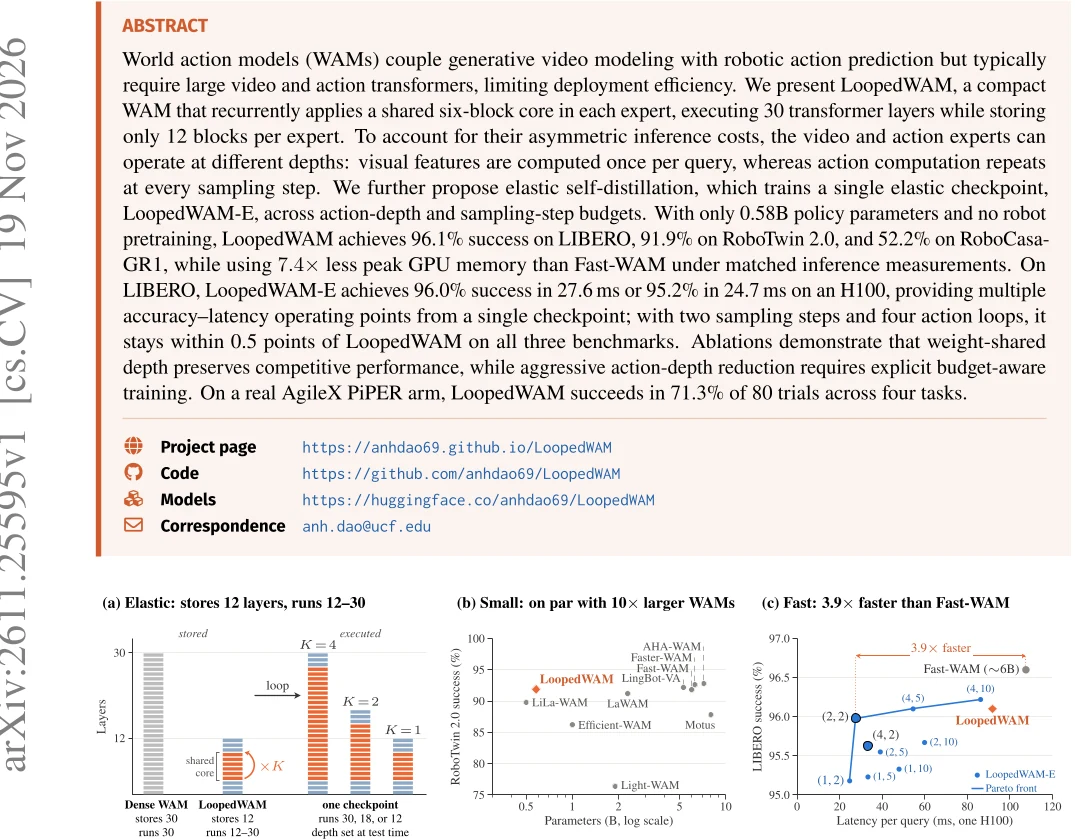 arXiv:2611.25595v1 [cs.CV] 19 Nov 2026
ABSTRACT
World action models (WAMs) couple generative video modeling with robotic action prediction but typically
require large video and action transformers, limiting deployment efficiency. We present LoopedWAM, a compact
WAM that recurrently applies a shared six-block core in each expert, executing 30 transformer layers while storing
only 12 blocks per expert. To account for their asymmetric inference costs, the video and action experts can
operate at different depths: visual features are computed once per query, whereas action computation repeats
at every sampling step. We further propose elastic self-distillation, which trains a single elastic checkpoint,
LoopedWAM-E, across action-depth and sampling-step budgets. With only 0.58B policy parameters and no robot
pretraining, LoopedWAM achieves 96.1% success on LIBERO, 91.9% on RoboTwin 2.0, and 52.2% on RoboCasa-
GR1, while using 7.4× less peak GPU memory than Fast-WAM under matched inference measurements. On
LIBERO, LoopedWAM-E achieves 96.0% success in 27.6 ms or 95.2% in 24.7 ms on an H100, providing multiple
accuracy–latency operating points from a single checkpoint; with two sampling steps and four action loops, it
stays within 0.5 points of LoopedWAM on all three benchmarks. Ablations demonstrate that weight-shared
depth preserves competitive performance, while aggressive action-depth reduction requires explicit budget-aware
training. On a real AgileX PiPER arm, LoopedWAM succeeds in 71.3% of 80 trials across four tasks.
Project page https://anhdao69.github.io/LoopedWAM
Code https://github.com/anhdao69/LoopedWAM
Models https://huggingface.co/anhdao69/LoopedWAM
Correspondence anh.dao@ucf.edu
(a) Elastic: stores 12 layers, runs 12–30
stored
executed
K = 4
30
loop
K = 2
K = 1
12
Layers
shared
core
×K
Dense WAM
stores 30
runs 30
LoopedWAM
stores 12
runs 12–30
one checkpoint
runs 30, 18, or 12
depth set at test time
(b) Small: on par with 10× larger WAMs
100
95
90
85
80
75
RoboTwin 2.0 success (%)
AHA-WAM
Faster-WAM
Fast-WAM
LingBot-VA
LoopedWAM
LiLa-WAM
LaWAM
Efficient-WAM
Motus
Light-WAM
0.5 1 2 5 10
Parameters (B, log scale)
(c) Fast: 3.9× faster than Fast-WAM
97.0
96.5
96.0
95.5
95.0
LIBERO success (%)
3.9× faster
Fast-WAM (∼6B)
(4, 10)
(4, 5)
(2, 2)
LoopedWAM
(4, 2)
(2, 10)
(2, 5)
(1, 10)
(1, 5)
(1, 2)
LoopedWAM-E
Pareto front
0 20 40 60 80 100 120
Latency per query (ms, one H100)